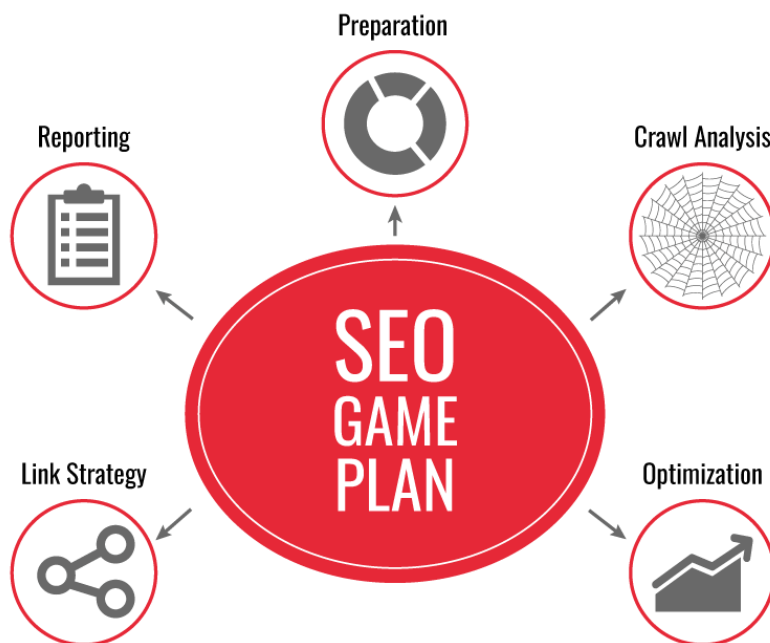 Preparation
Reporting
Crawl Analysis
SEO
GAME
PLAN
Link Strategy
Optimization